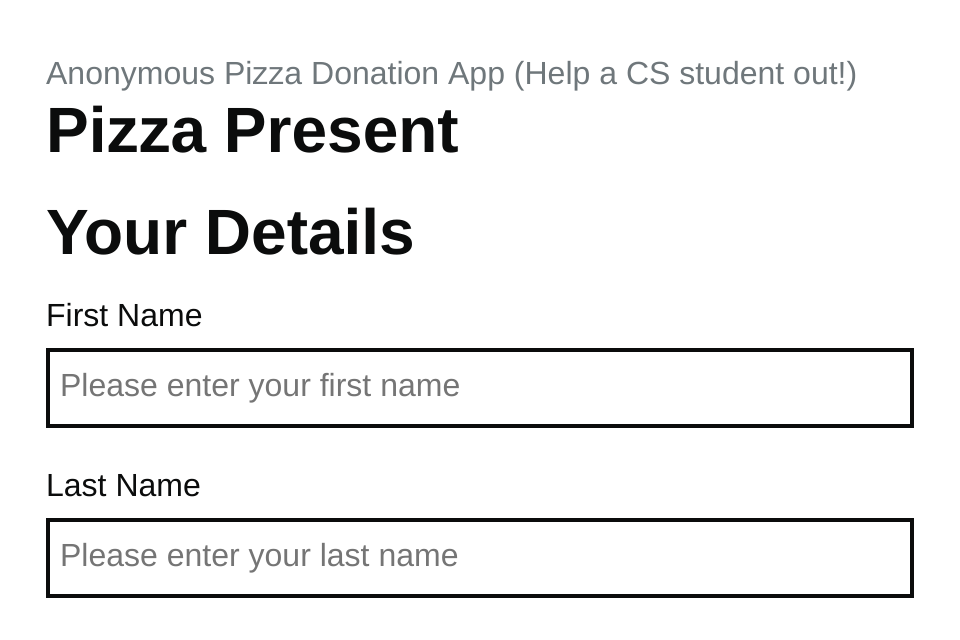 Anonymous Pizza Donation App (Help a CS student out!)
Pizza Present
Your Details
First Name
Please enter your first name
Last Name
Please enter your last name